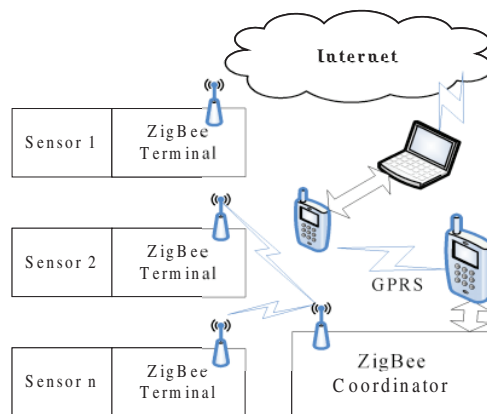 Internet
Sensor 1
ZigBee
Terminal
Sensor 2
ZigBee
Terminal
GPRS
Sensor n
ZigBee
Terminal
ZigBee
Coordinator